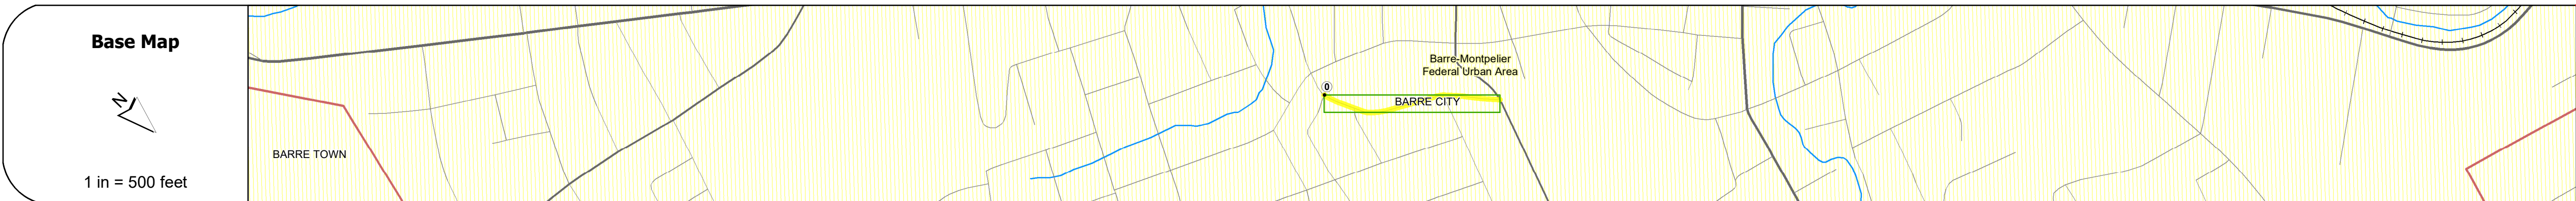 Base Map
N
1 in = 500 feet
BARRE TOWN
0
Barre-Montpelier
Federal Urban Area
BARRE CITY